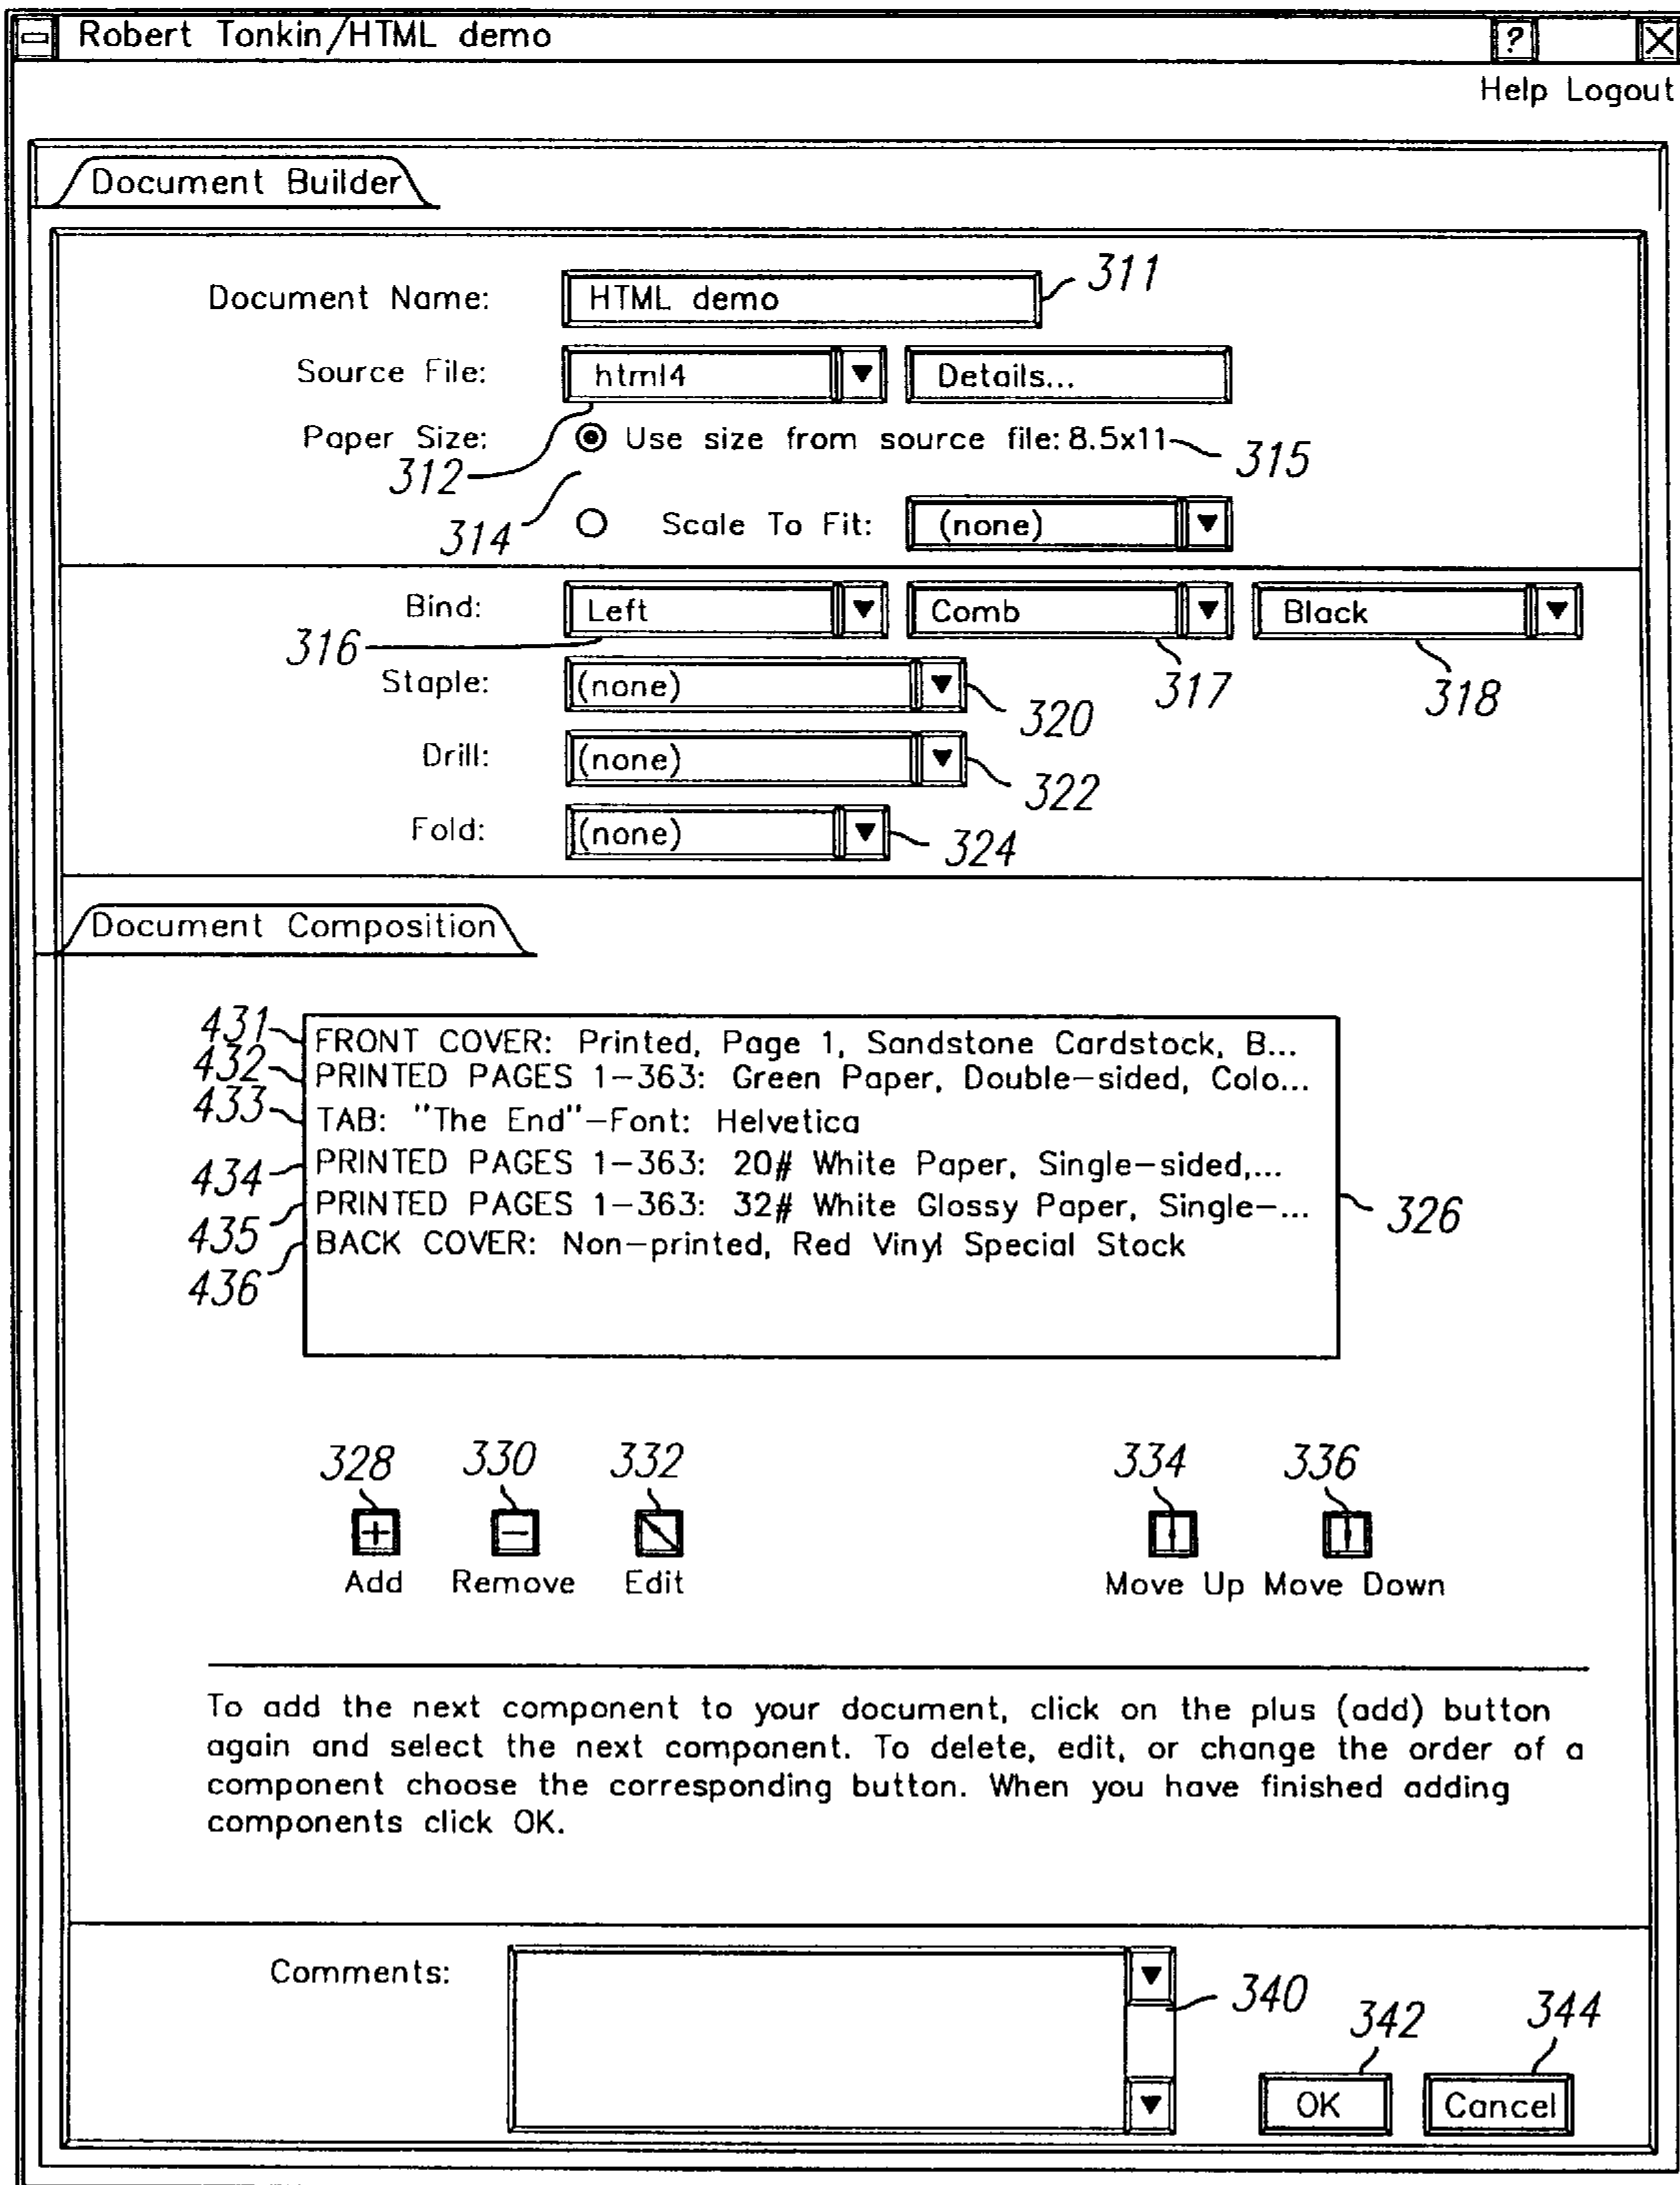 Robert Tonkin/HTML demo ?
Help Logout
Document Builder
Document Name: HTML demo 311
Source File: html4 Details...
Paper Size: Use size from source file: 8.5x11 315
312
314 Scale To Fit: (none)
Bind: Left Comb Black
316 317 318
Staple: (none) 320
Drill: (none) 322
Fold: (none) 324
Document Composition
431 FRONT COVER: Printed, Page 1, Sandstone Cardstock, B...
432 PRINTED PAGES 1-363: Green Paper, Double-sided, Colo...
433 TAB: "The End"-Font: Helvetica
434 PRINTED PAGES 1-363: 20# White Paper, Single-sided,...
435 PRINTED PAGES 1-363: 32# White Glossy Paper, Single-... 326
436 BACK COVER: Non-printed, Red Vinyl Special Stock
328 330 332 334 336
+ −
Add Remove Edit Move Up Move Down
To add the next component to your document, click on the plus (add) button
again and select the next component. To delete, edit, or change the order of a
component choose the corresponding button. When you have finished adding
components click OK.
Comments: 340
342 344
OK Cancel